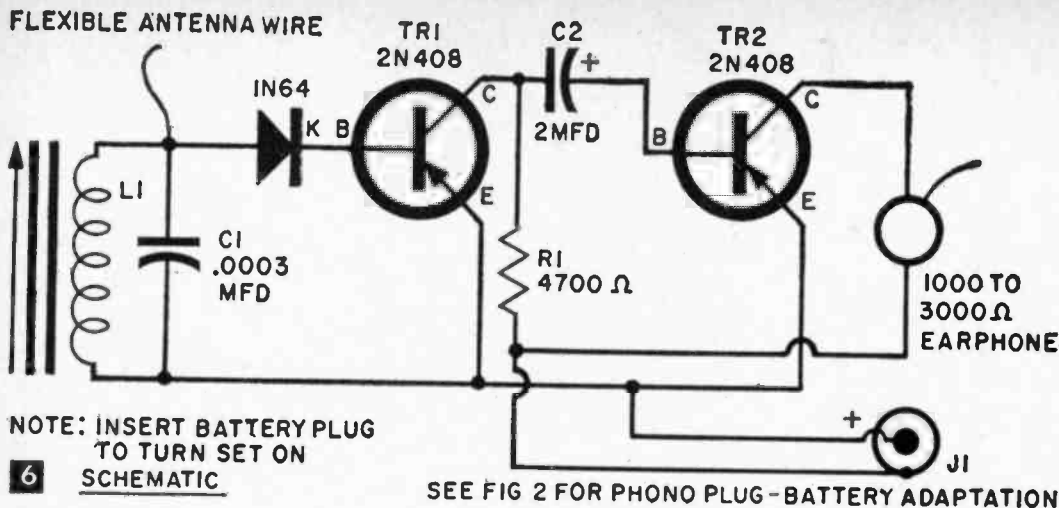 FLEXIBLE ANTENNA WIRE
TR1
2N408
C2
+
TR2
2N408
1N64
K
B
C
2MFD
B
C
L1
E
E
C1
.0003
MFD
R1
4700 Ω
1000 TO
3000Ω
EARPHONE
NOTE: INSERT BATTERY PLUG
TO TURN SET ON
6 SCHEMATIC
+
J1
SEE FIG 2 FOR PHONO PLUG-BATTERY ADAPTATION